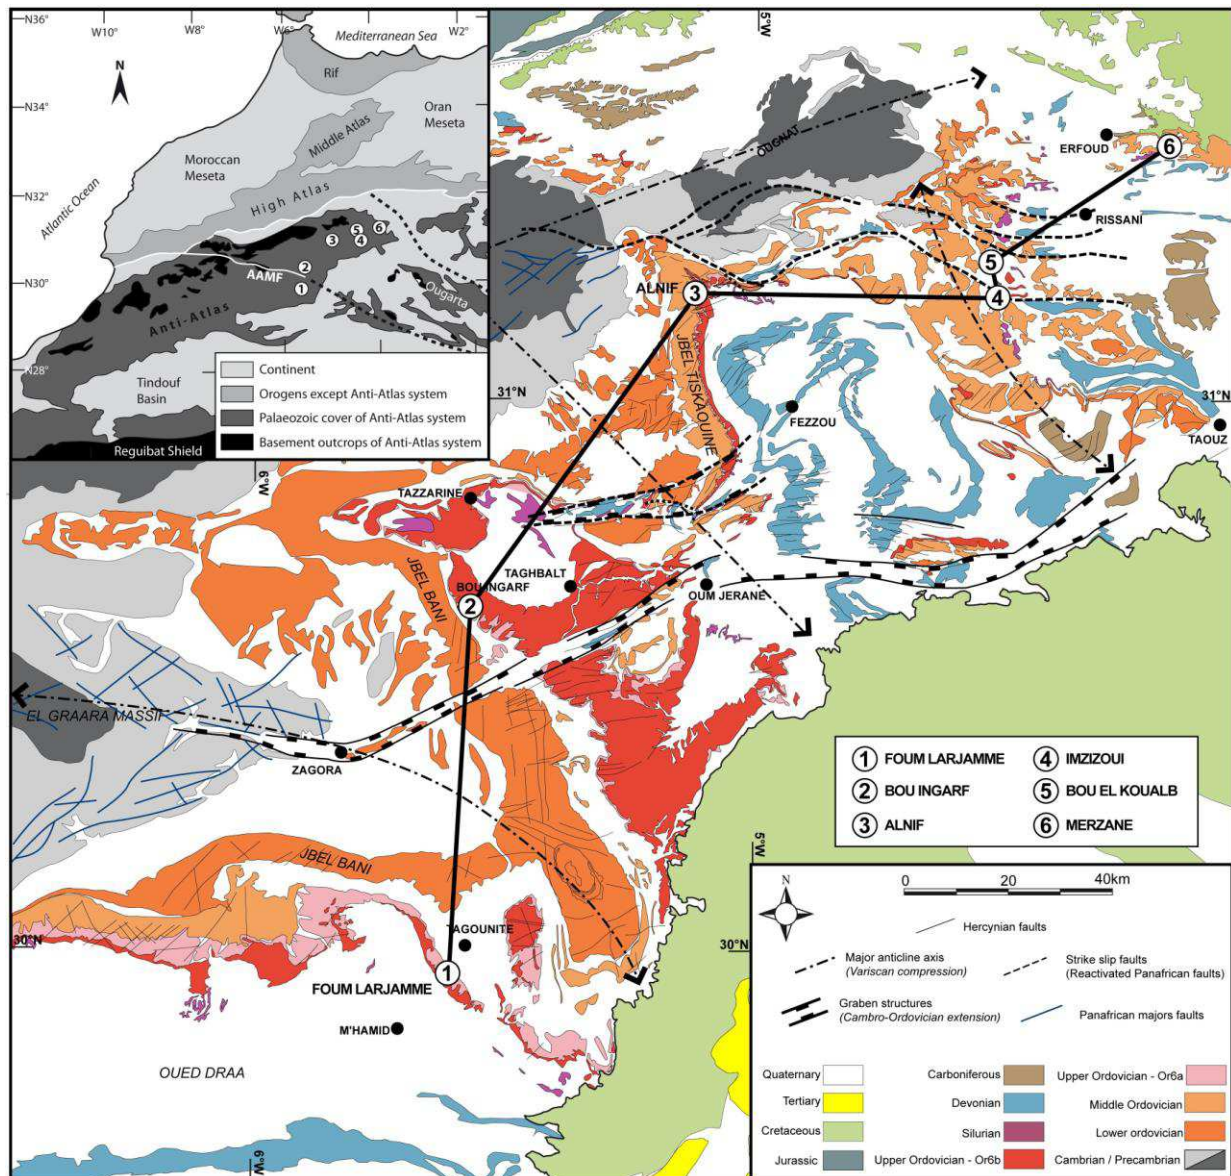 N36°
W10°
W8°
W6°
W2°
Mediterranean Sea
N
Rif
N34°
Oran
Meseta
Middle Atlas
Moroccan
Meseta
Atlantic Ocean
High Atlas
N32°
5
6
3
4
2
AAMF
1
N30°
Ougarta
Anti-Atlas
N28°
Tindouf
Basin
Reguibat Shield
Continent
Orogens except Anti-Atlas system
Palaeozoic cover of Anti-Atlas system
Basement outcrops of Anti-Atlas system
5°W
OUGNAT
ERFOUD
6
RISSANI
5
ALNIF
3
4
JBEL TISKAOUINE
31°N
31°N
FEZZOU
TAOUZ
6°W
TAZZARINE
JBEL BANI
TAGHBALT
BOU INGARF
2
OUM JERANE
EL GRAARA MASSIF
ZAGORA
JBEL BANI
5°W
30°N
30°N
TAGOUNITE
1
FOUM LARJAMME
M'HAMID
OUED DRAA
6°W
1 FOUM LARJAMME
4 IMZIZOUI
2 BOU INGARF
5 BOU EL KOUALB
3 ALNIF
6 MERZANE
N
0 20 40km
Hercynian faults
Major anticline axis
(Variscan compression)
Strike slip faults
(Reactivated Panafrican faults)
Graben structures
(Cambro-Ordovician extension)
Panafrican majors faults
Quaternary
Carboniferous
Upper Ordovician - Or6a
Tertiary
Devonian
Middle Ordovician
Cretaceous
Silurian
Lower ordovician
Jurassic
Upper Ordovician - Or6b
Cambrian / Precambrian